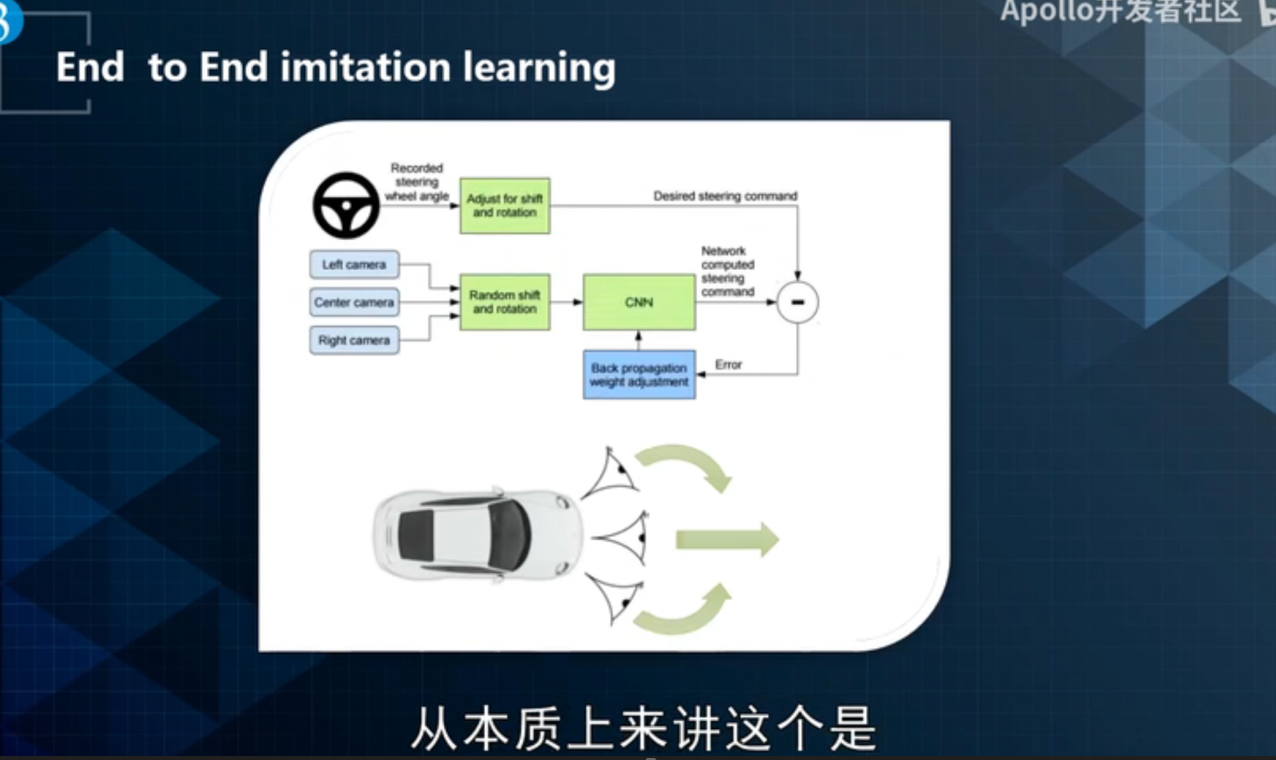 Apollo开发者社区
End to End imitation learning
Recorded
steering
wheel angle
Adjust for shift
and rotation
Desired steering command
Left camera
Center camera
Right camera
Random shift
and rotation
CNN
Network
computed
steering
command
-
Back propagation
weight adjustment
Error
从本质上来讲这个是